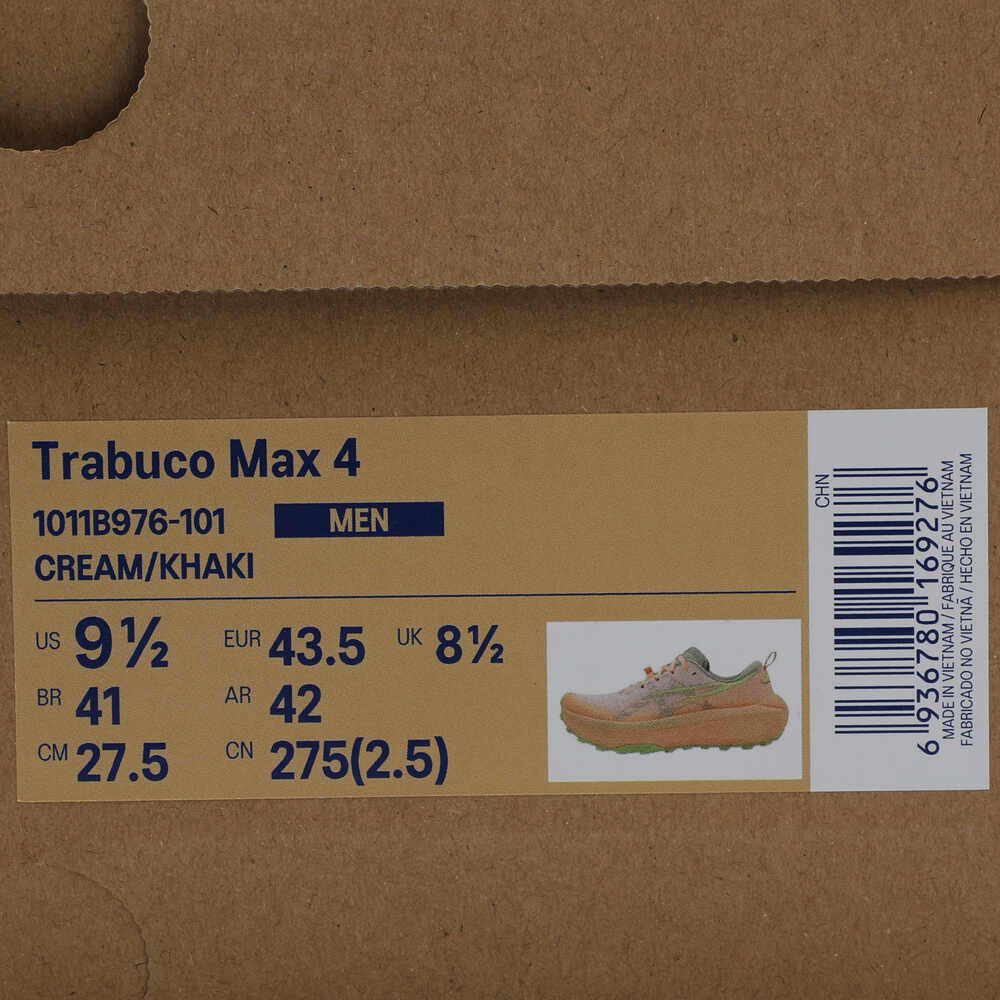 Trabuco Max 4
1011B976-101 MEN
CREAM/KHAKI
US 9½ EUR 43.5 UK 8½
BR 41 AR 42
CM 27.5 CN 275(2.5)
CHN
6 936780 169276
MADE IN VIETNAM / FABRIQUE AU VIETNAM
FABRICADO NO VIETNÃ / HECHO EN VIETNAM